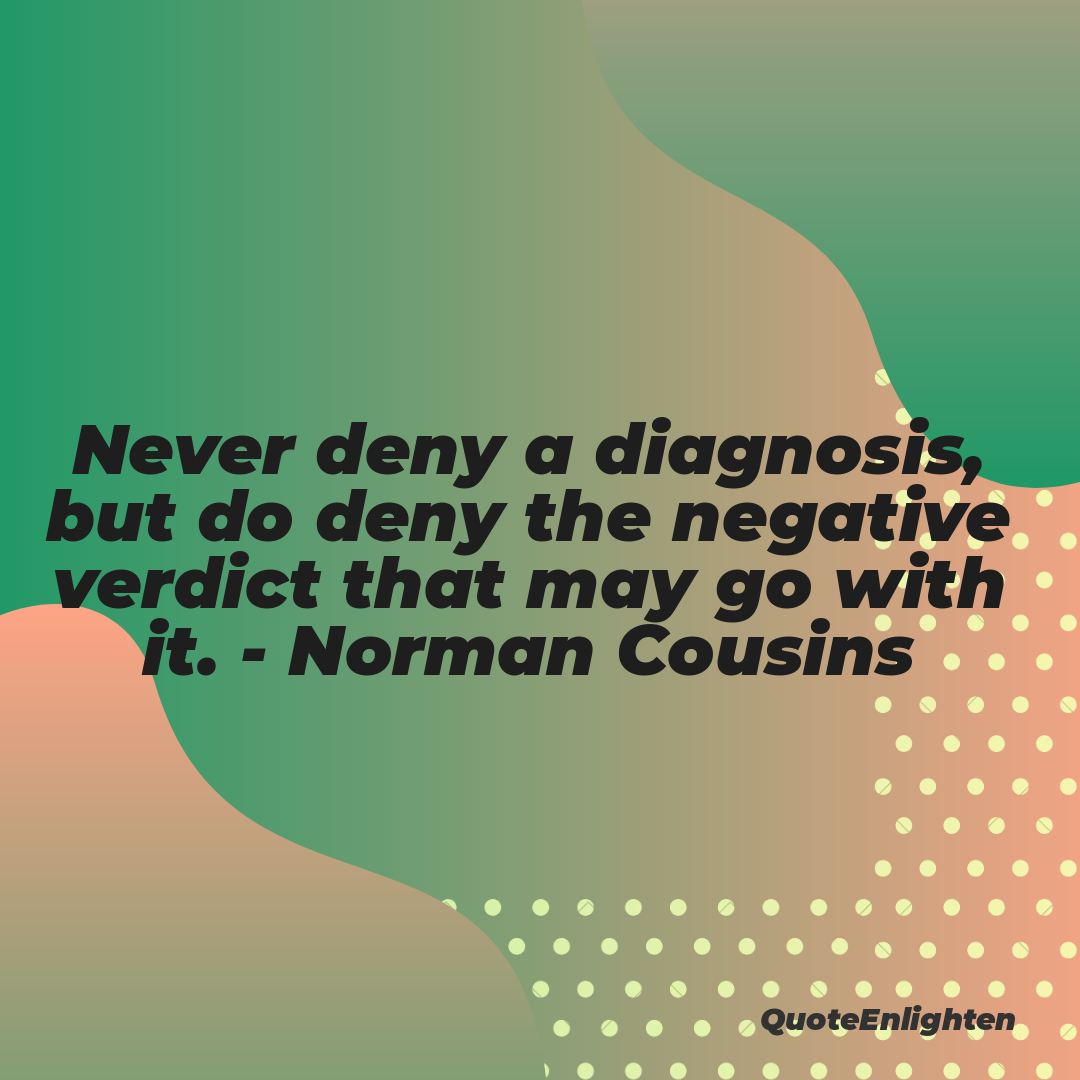 Never deny a diagnosis,
but do deny the negative
verdict that may go with
it. - Norman Cousins
QuoteEnlighten